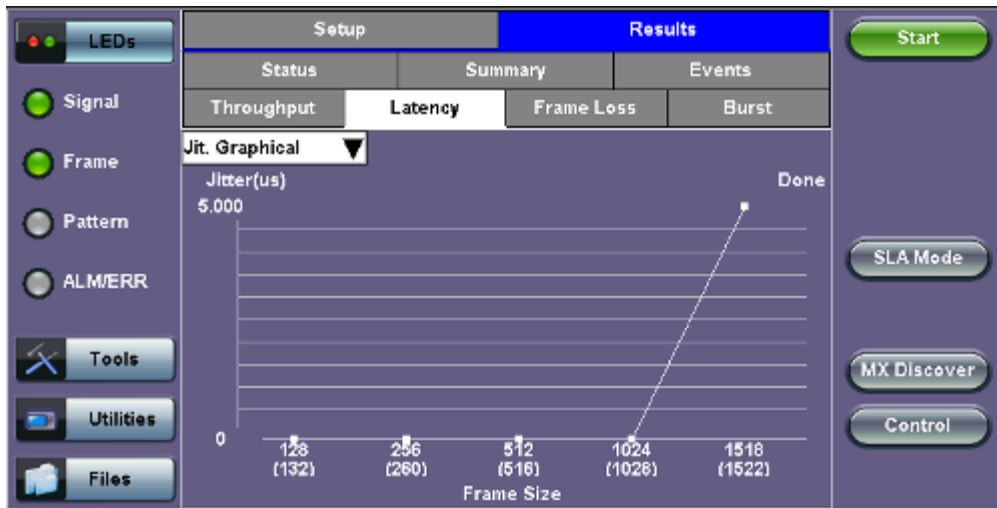 LEDs
Signal
Frame
Pattern
ALM/ERR
Tools
Utilities
Files
Setup Results
Status Summary Events
Throughput Latency Frame Loss Burst
Jit. Graphical
Jitter(us) Done
5.000
0
128 256 512 1024 1518
(132) (260) (516) (1028) (1522)
Frame Size
Start
SLA Mode
MX Discover
Control